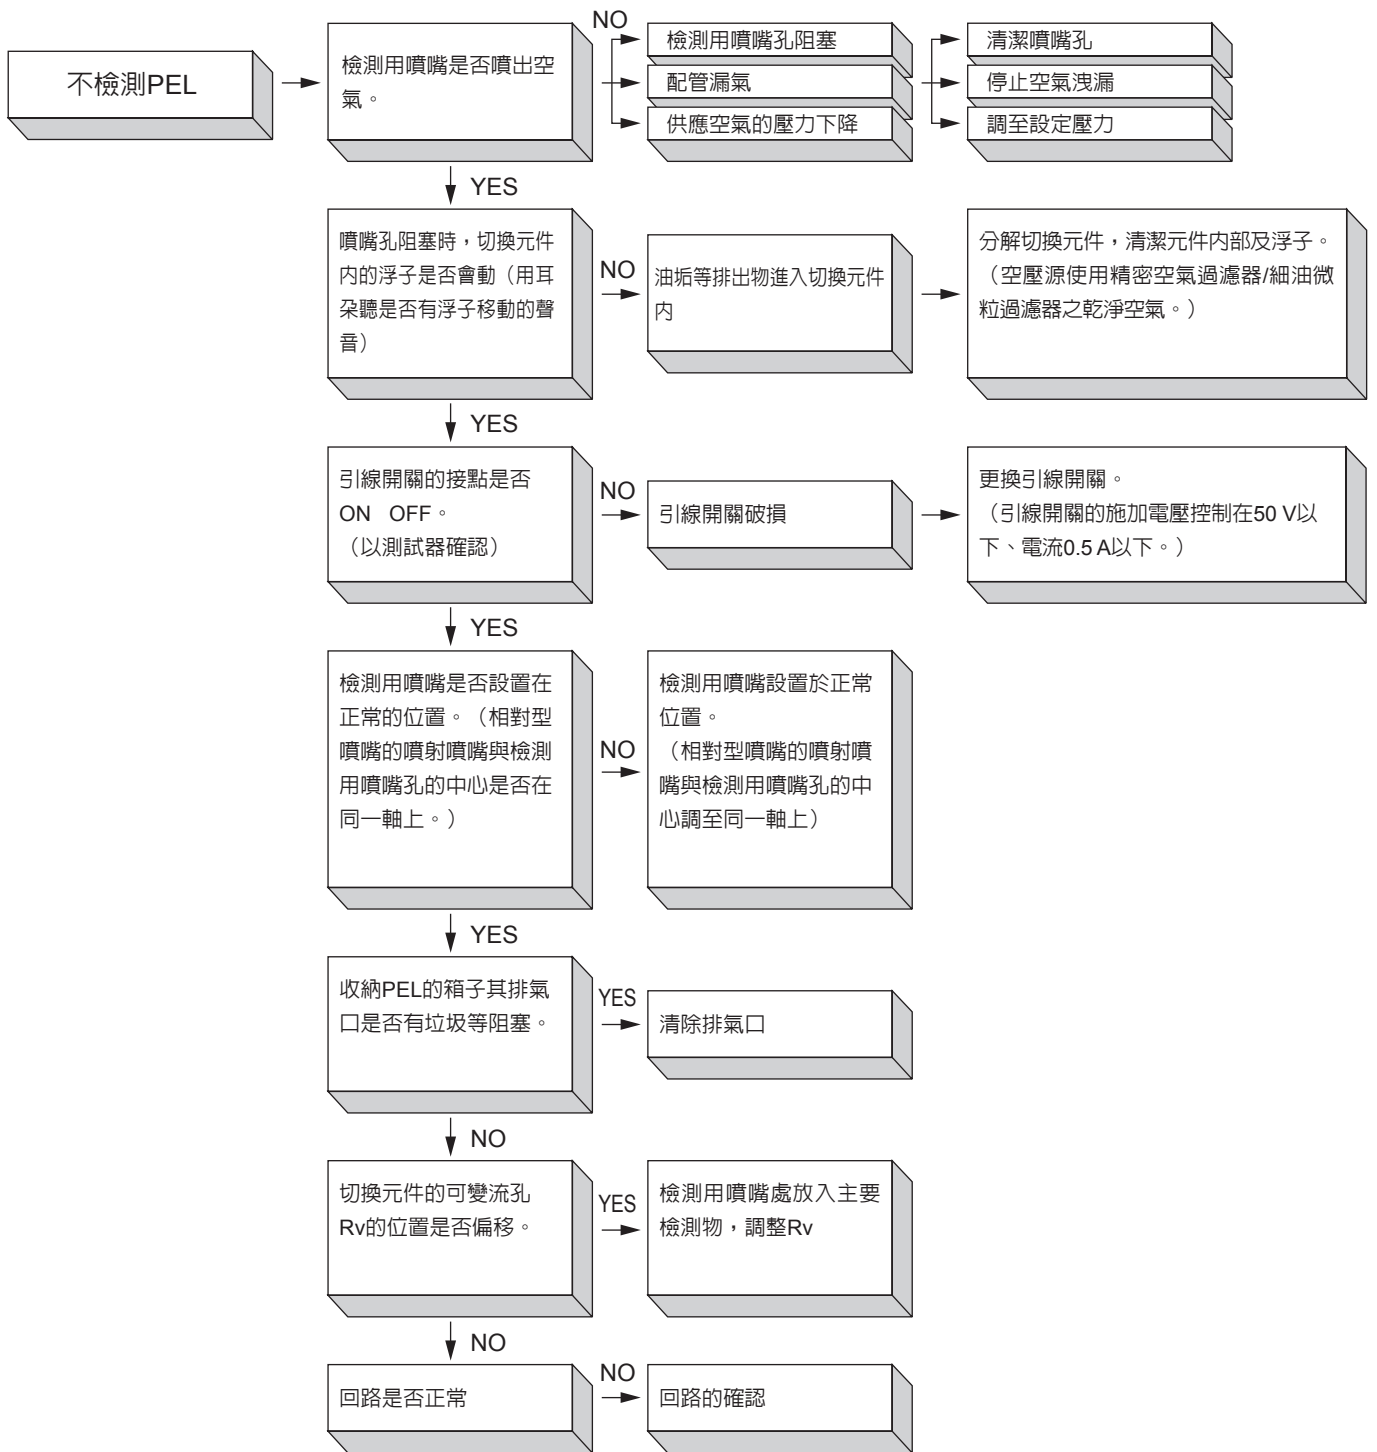 不檢測PEL
檢測用噴嘴是否噴出空
氣。
NO
檢測用噴嘴孔阻塞
配管漏氣
供應空氣的壓力下降
清潔噴嘴孔
停止空氣洩漏
調至設定壓力
YES
噴嘴孔阻塞時，切換元件
內的浮子是否會動（用耳
朵聽是否有浮子移動的聲
音）
NO
油垢等排出物進入切換元件
內
分解切換元件，清潔元件內部及浮子。
（空壓源使用精密空氣過濾器/細油微
粒過濾器之乾淨空氣。）
YES
引線開關的接點是否
ON OFF。
（以測試器確認）
NO
引線開關破損
更換引線開關。
（引線開關的施加電壓控制在50 V以
下、電流0.5 A以下。）
YES
檢測用噴嘴是否設置在
正常的位置。（相對型
噴嘴的噴射噴嘴與檢測
用噴嘴孔的中心是否在
同一軸上。）
NO
檢測用噴嘴設置於正常
位置。
（相對型噴嘴的噴射噴
嘴與檢測用噴嘴孔的中
心調至同一軸上）
YES
收納PEL的箱子其排氣
口是否有垃圾等阻塞。
YES
清除排氣口
NO
切換元件的可變流孔
Rv的位置是否偏移。
YES
檢測用噴嘴處放入主要
檢測物，調整Rv
NO
回路是否正常
NO
回路的確認